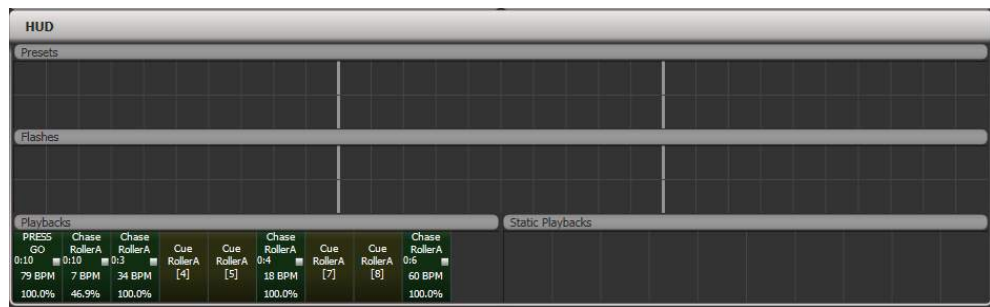 HUD
Presets
Flashes
Playbacks
Static Playbacks
PRESS
GO
0:10
79 BPM
100.0%
Chase
RollerA
0:10
7 BPM
46.9%
Chase
RollerA
0:3
34 BPM
100.0%
Cue
RollerA
[4]
Cue
RollerA
[5]
Chase
RollerA
0:4
18 BPM
100.0%
Cue
RollerA
[7]
Cue
RollerA
[8]
Chase
RollerA
0:6
60 BPM
100.0%